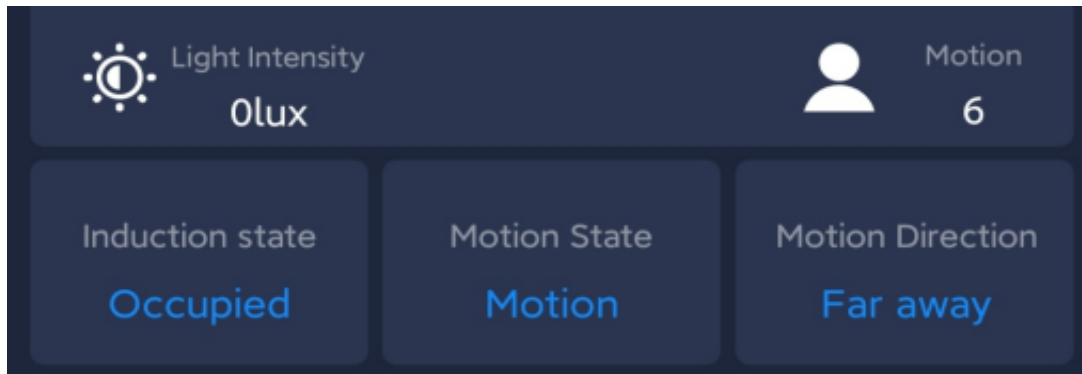 Light Intensity
0lux
Motion
6
Induction state
Occupied
Motion State
Motion
Motion Direction
Far away